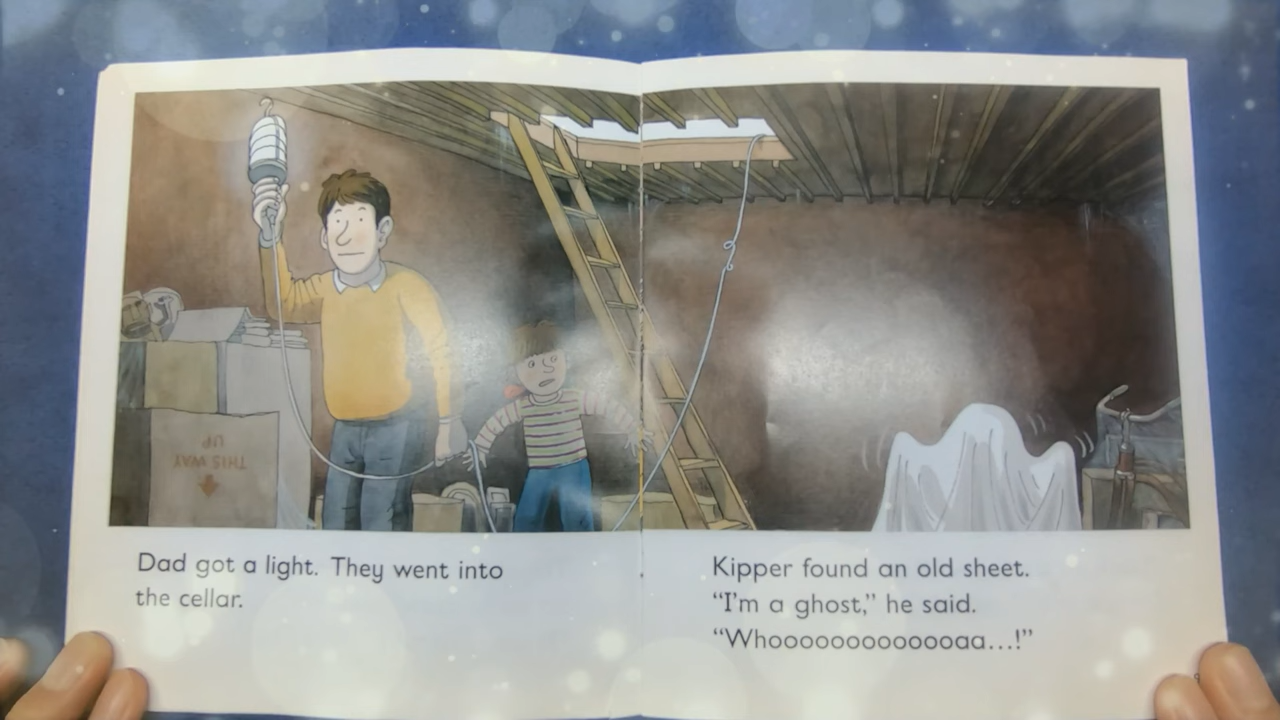 THIS WAY
UP
Dad got a light. They went into
the cellar.
Kipper found an old sheet.
“I’m a ghost,” he said.
“Whoooooooooooooaa...!”